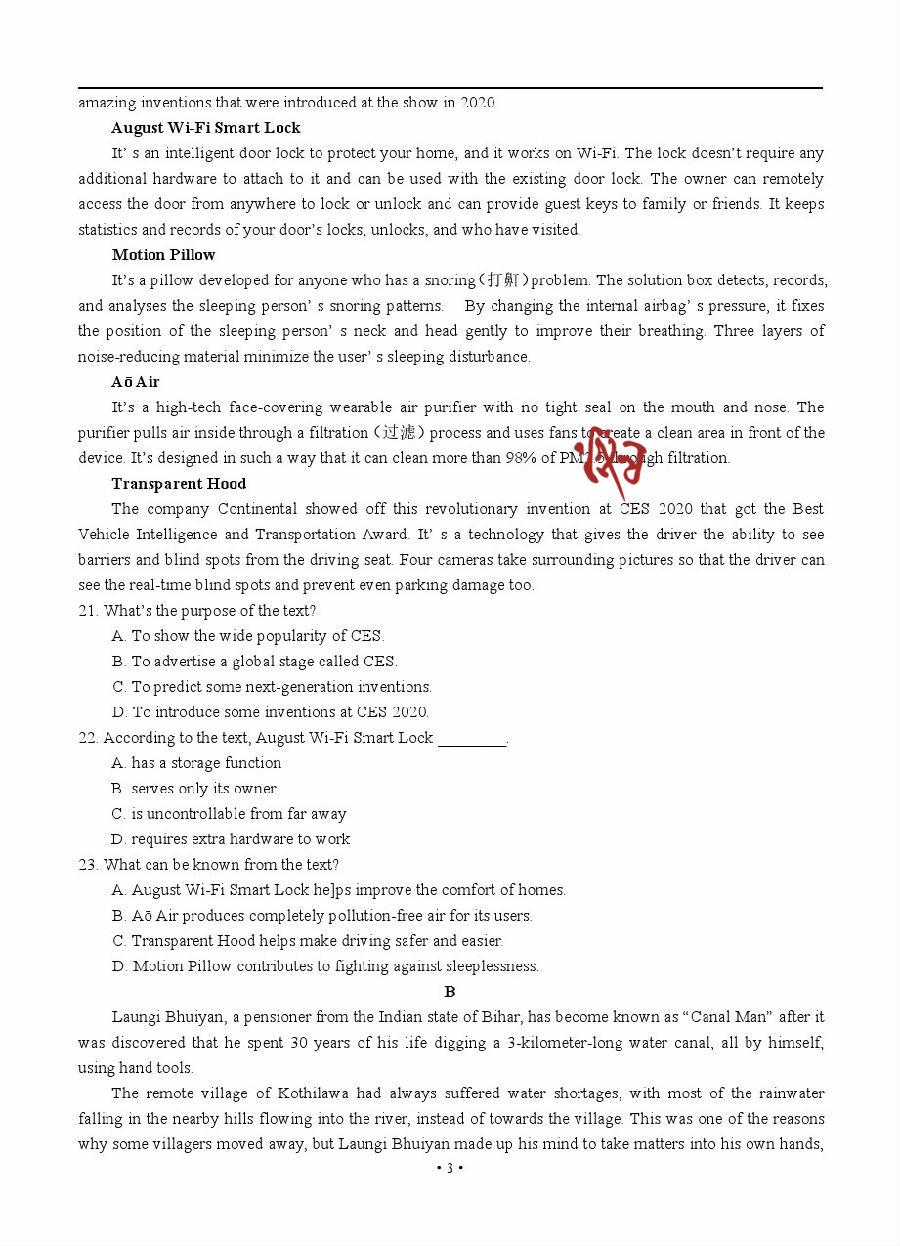 amazing inventions that were introduced at the show in 2020
August Wi-Fi Smart Lock
It' s an intelligent door lock to protect your home, and it works on Wi-Fi. The lock doesn't require any
additional hardware to attach to it and can be used with the existing door lock. The owner can remotely
access the door from anywhere to lock or unlock and can provide guest keys to family or friends. It keeps
statistics and records of your door's locks, unlocks, and who have visited.
Motion Pillow
It's a pillow developed for anyone who has a snoring(打鼾)problem. The solution box detects, records,
and analyses the sleeping person' s snoring patterns. By changing the internal airbag' s pressure, it fixes
the position of the sleeping person' s neck and head gently to improve their breathing. Three layers of
noise-reducing material minimize the user' s sleeping disturbance.
Aō Air
It's a high-tech face-covering wearable air purifier with no tight seal on the mouth and nose. The
purifier pulls air inside through a filtration (过滤) process and uses fans to create a clean area in front of the
device. It's designed in such a way that it can clean more than 98% of PM2.5 through filtration.
Transparent Hood
The company Continental showed off this revolutionary invention at CES 2020 that got the Best
Vehicle Intelligence and Transportation Award. It' s a technology that gives the driver the ability to see
barriers and blind spots from the driving seat. Four cameras take surrounding pictures so that the driver can
see the real-time blind spots and prevent even parking damage too.
21. What's the purpose of the text?
A. To show the wide popularity of CES.
B. To advertise a global stage called CES.
C. To predict some next-generation inventions.
D. To introduce some inventions at CES 2020.
22. According to the text, August Wi-Fi Smart Lock ________.
A. has a storage function
B. serves only its owner
C. is uncontrollable from far away
D. requires extra hardware to work
23. What can be known from the text?
A. August Wi-Fi Smart Lock he]ps improve the comfort of homes.
B. Aō Air produces completely pollution-free air for its users.
C. Transparent Hood helps make driving safer and easier.
D. Motion Pillow contributes to fighting against sleeplessness.
B
Laungi Bhuiyan, a pensioner from the Indian state of Bihar, has become known as "Canal Man" after it
was discovered that he spent 30 years of his life digging a 3-kilometer-long water canal, all by himself,
using hand tools.
The remote village of Kothilawa had always suffered water shortages, with most of the rainwater
falling in the nearby hills flowing into the river, instead of towards the village. This was one of the reasons
why some villagers moved away, but Laungi Bhuiyan made up his mind to take matters into his own hands,
• 3 •